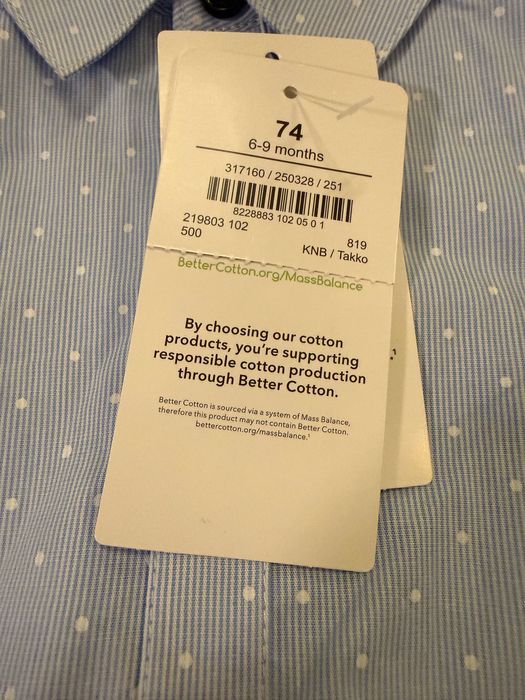 74
6-9 months
317160 / 250328 / 251
8228883 102 05 0 1
219803 102
819
500
KNB / Takko
BetterCotton.org/MassBalance
By choosing our cotton
products, you're supporting
responsible cotton production
through Better Cotton.
Better Cotton is sourced via a system of Mass Balance,
therefore this product may not contain Better Cotton.
bettercotton.org/massbalance.¹
.¹